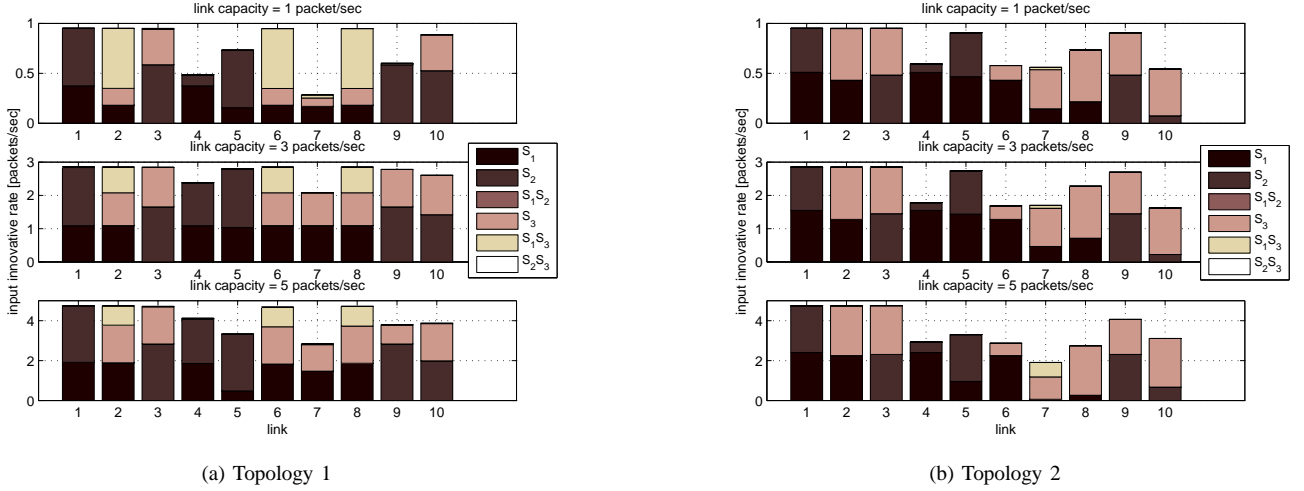 link capacity = 1 packet/sec
1
0.5
0
1 2 3 4 5 6 7 8 9 10
link capacity = 3 packets/sec
3
2
1
0
1 2 3 4 5 6 7 8 9 10
link capacity = 5 packets/sec
4
2
0
1 2 3 4 5 6 7 8 9 10
link
input innovative rate [packets/sec]
S1
S2
S1S2
S3
S1S3
S2S3
(a) Topology 1
link capacity = 1 packet/sec
1
0.5
0
1 2 3 4 5 6 7 8 9 10
link capacity = 3 packets/sec
3
2
1
0
1 2 3 4 5 6 7 8 9 10
link capacity = 5 packets/sec
4
2
0
1 2 3 4 5 6 7 8 9 10
link
input innovative rate [packets/sec]
S1
S2
S1S2
S3
S1S3
S2S3
(b) Topology 2